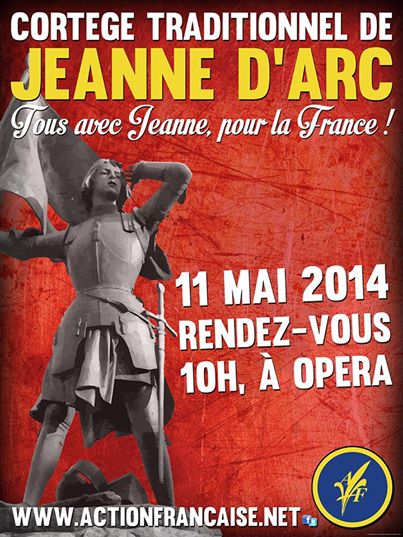 CORTEGE TRADITIONNEL DE
JEANNE D'ARC
Tous avec Jeanne, pour la France !
11 MAI 2014
RENDEZ-VOUS
10H, À OPERA
AF
WWW.ACTIONFRANCAISE.NET f